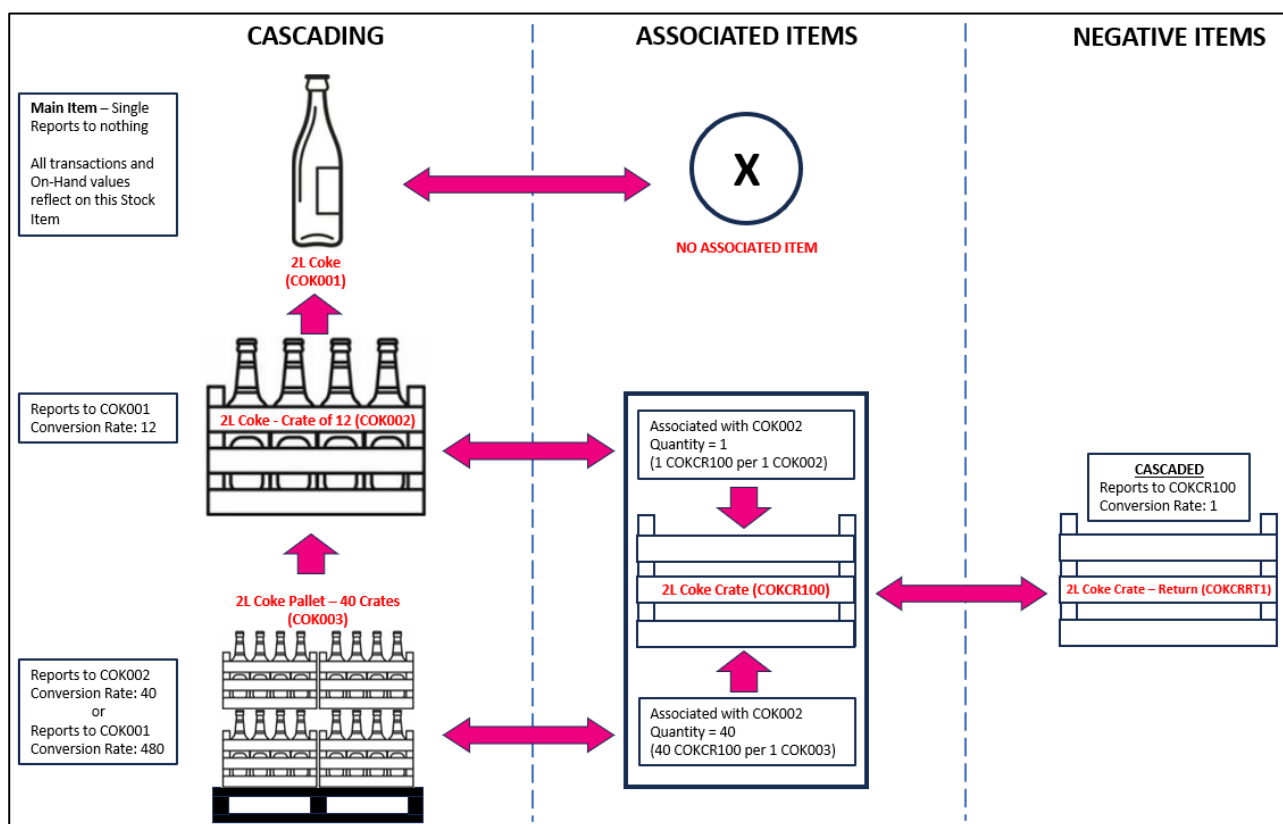 CASCADING
ASSOCIATED ITEMS
NEGATIVE ITEMS
Main Item – Single
Reports to nothing
All transactions and
On-Hand values
reflect on this Stock
Item
2L Coke
(COK001)
X
NO ASSOCIATED ITEM
Reports to COK001
Conversion Rate: 12
2L Coke - Crate of 12 (COK002)
Associated with COK002
Quantity = 1
(1 COKCR100 per 1 COK002)
CASCADED
Reports to COKCR100
Conversion Rate: 1
2L Coke Crate (COKCR100)
2L Coke Crate – Return (COKCRRT1)
2L Coke Pallet – 40 Crates
(COK003)
Reports to COK002
Conversion Rate: 40
or
Reports to COK001
Conversion Rate: 480
Associated with COK002
Quantity = 40
(40 COKCR100 per 1 COK003)